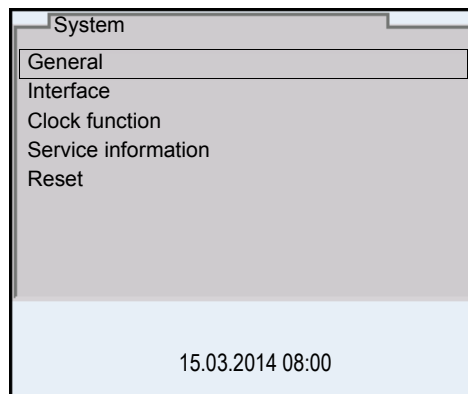 System
General
Interface
Clock function
Service information
Reset
15.03.2014 08:00